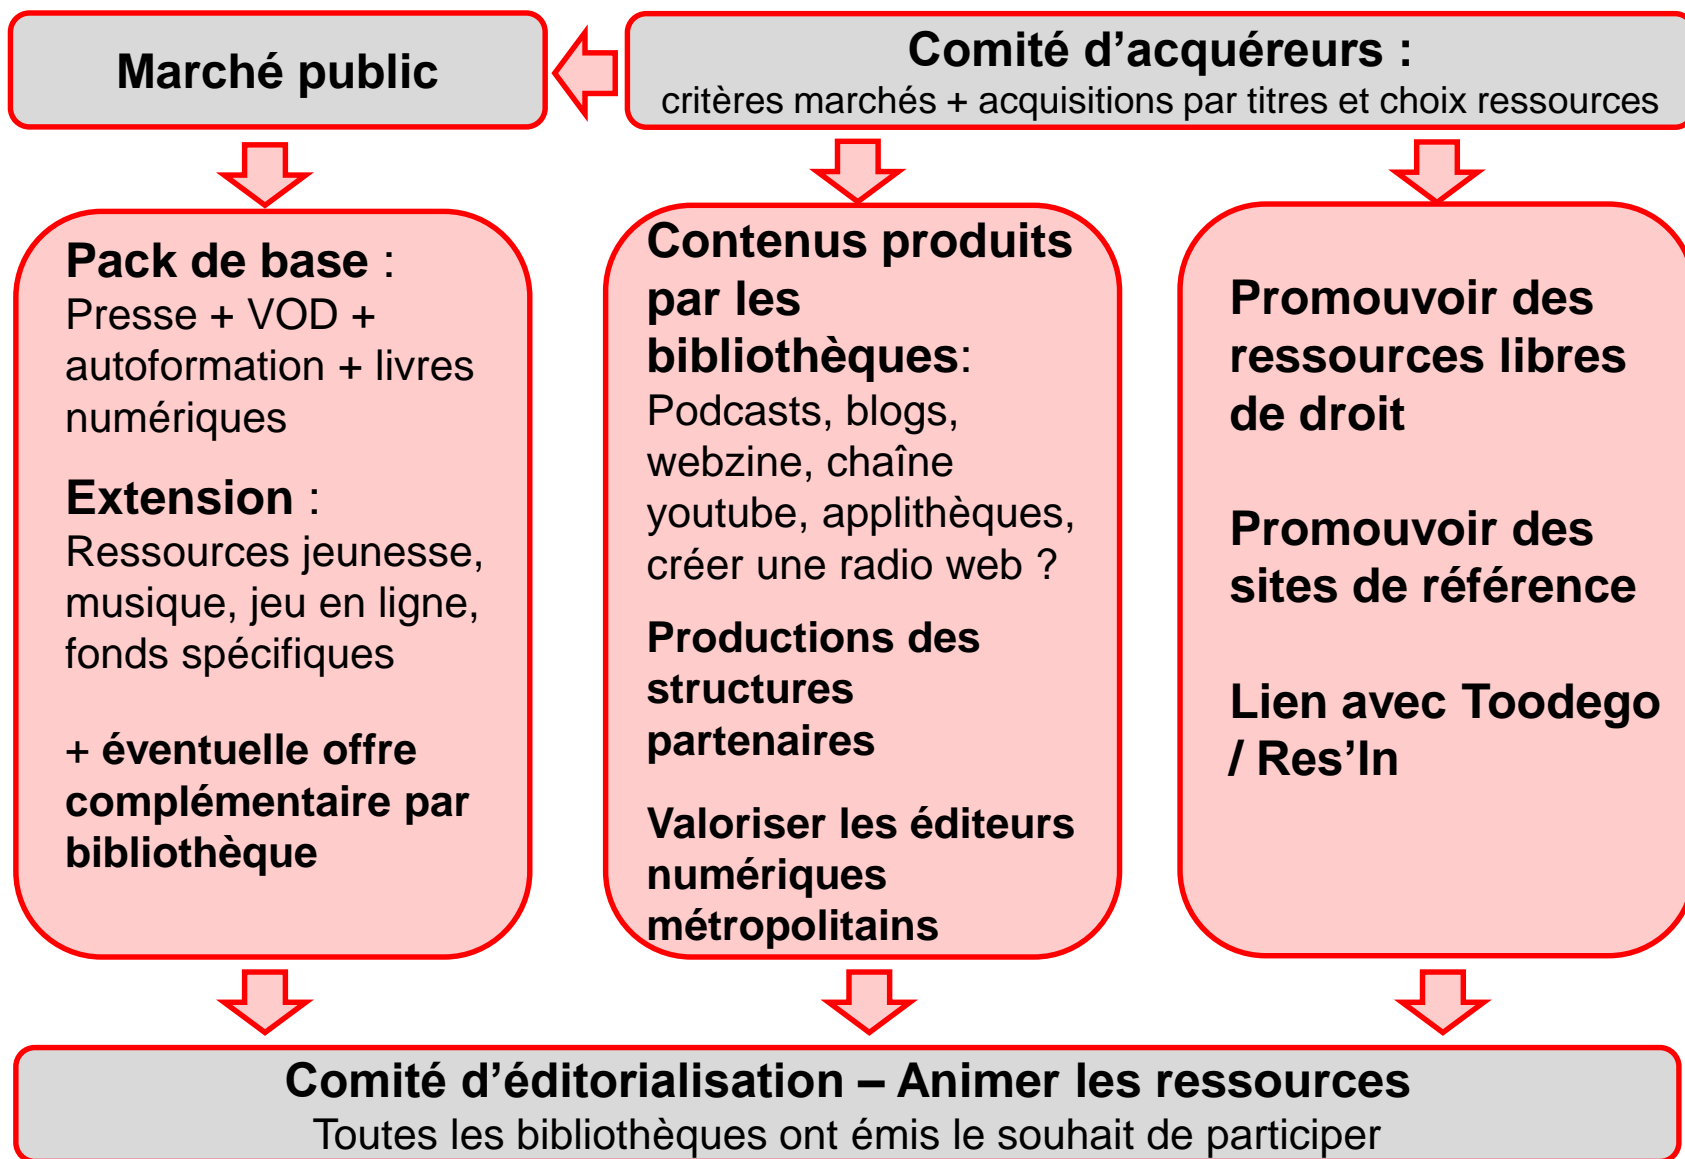 Marché public
Comité d’acquéreurs :
critères marchés + acquisitions par titres et choix ressources
Pack de base :
Presse + VOD +
autoformation + livres
numériques
Extension :
Ressources jeunesse,
musique, jeu en ligne,
fonds spécifiques
+ éventuelle offre
complémentaire par
bibliothèque
Contenus produits
par les
bibliothèques:
Podcasts, blogs,
webzine, chaîne
youtube, applithèques,
créer une radio web ?
Productions des
structures
partenaires
Valoriser les éditeurs
numériques
métropolitains
Promouvoir des
ressources libres
de droit
Promouvoir des
sites de référence
Lien avec Toodego
/ Res’In
Comité d’éditorialisation – Animer les ressources
Toutes les bibliothèques ont émis le souhait de participer